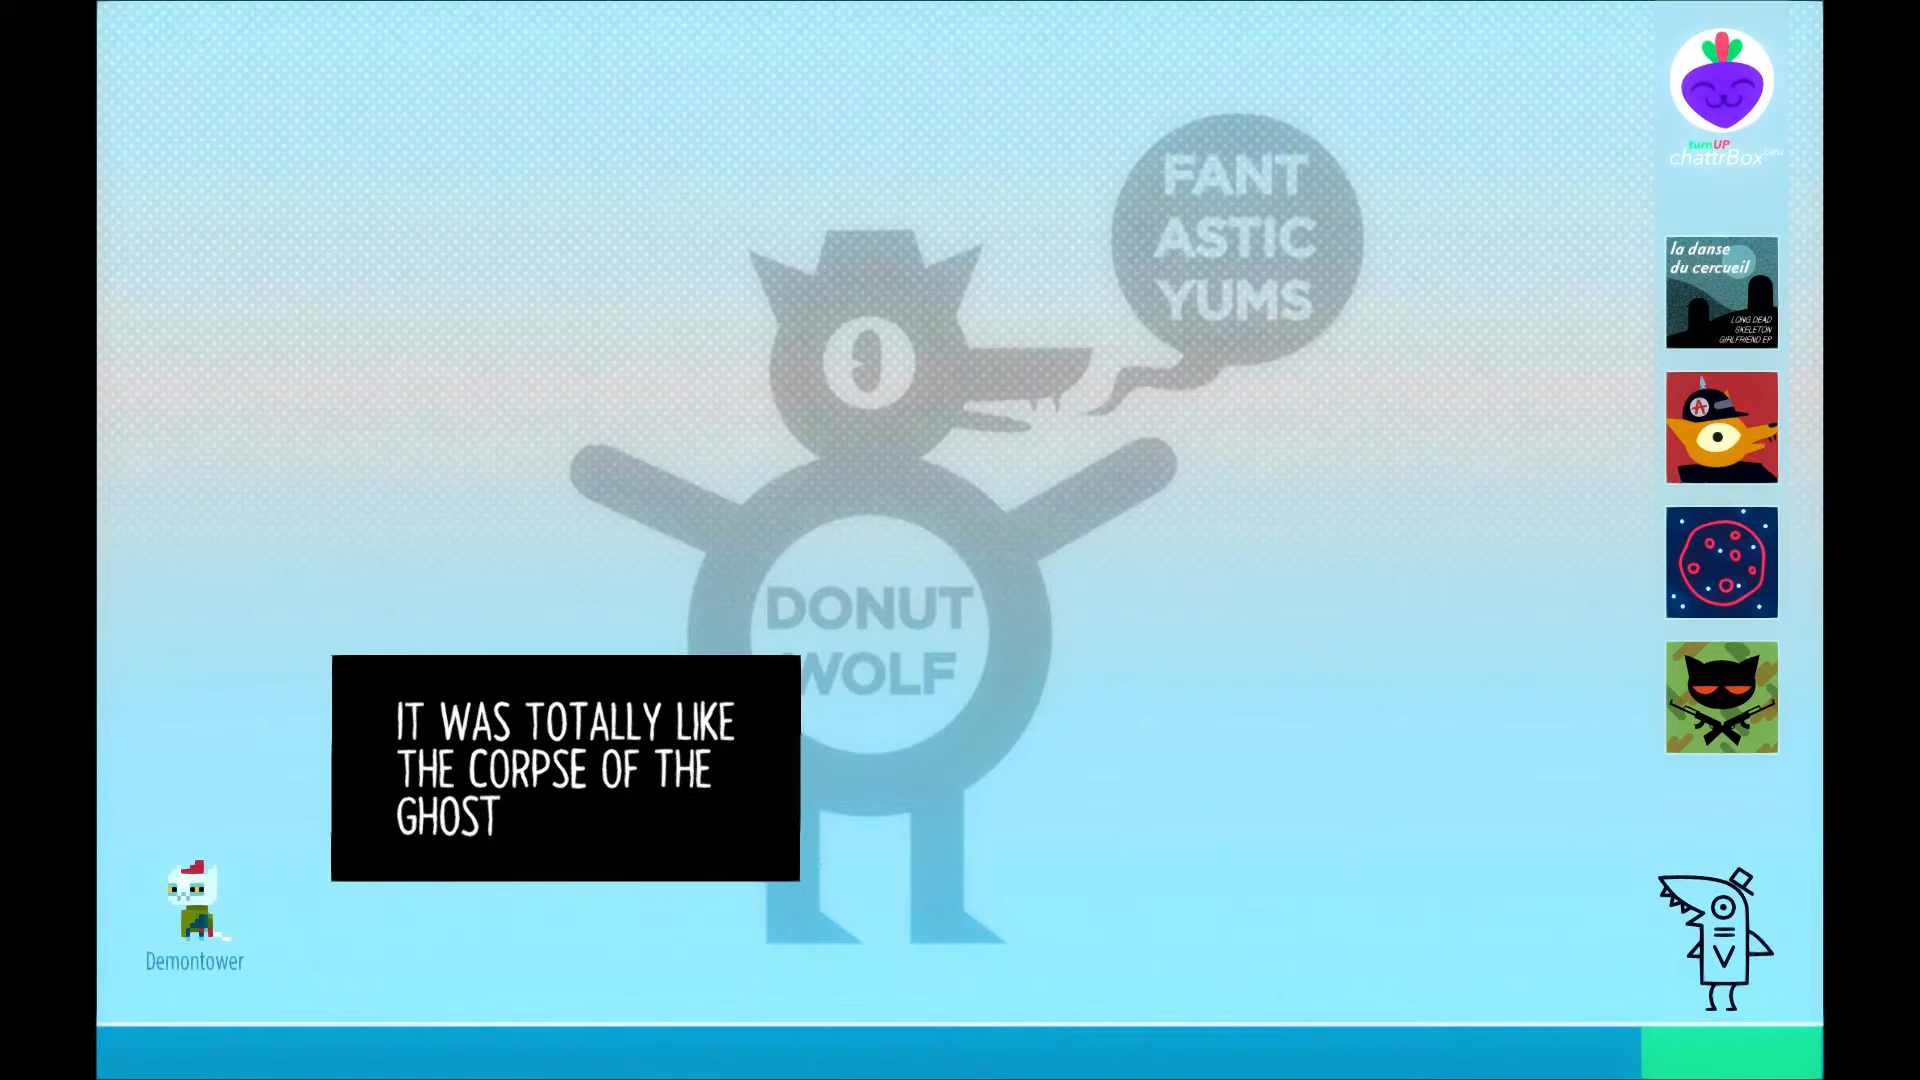 FANT
ASTIC
YUMS
DONUT
WOLF
IT WAS TOTALLY LIKE
THE CORPSE OF THE
GHOST
Demontower
turnUP
chattrBox beta
la danse
du cercueil
LONG DEAD
SKELETON
GIRLFRIEND EP
A